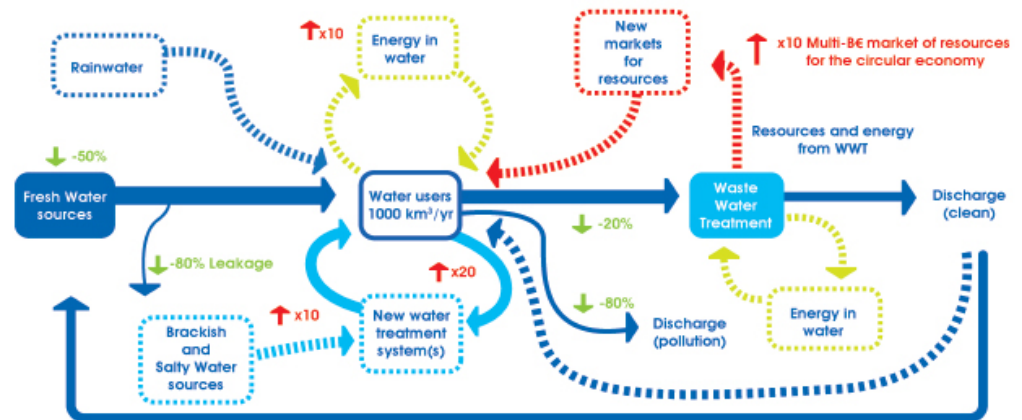 x10
Energy in
water
New
markets
for
resources
x10 Multi-B€ market of resources
for the circular economy
Rainwater
Resources and energy
from WWT
-50%
Fresh Water
sources
Water users
1000 km³/yr
Waste
Water
Treatment
Discharge
(clean)
-20%
-80% Leakage
x20
x10
-80%
Brackish
and
Salty Water
sources
New water
treatment
system(s)
Discharge
(pollution)
Energy in
water